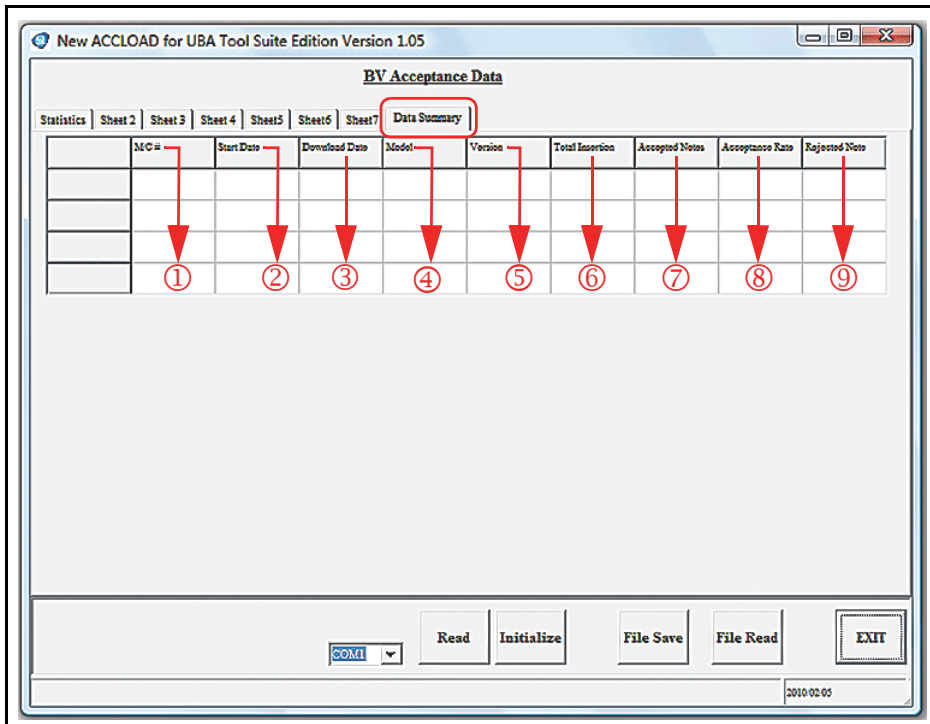 New ACCLOAD for UBA Tool Suite Edition Version 1.05
BV Acceptance Data
Statistics Sheet 2 Sheet 3 Sheet 4 Sheet5 Sheet6 Sheet7 Data Summary
MC# Start Date Download Date Model Version Total Insertion Accepted Notes Acceptance Rate Rejected Note
① ② ③ ④ ⑤ ⑥ ⑦ ⑧ ⑨
COM1 Read Initialize File Save File Read EXIT
2010/02/05